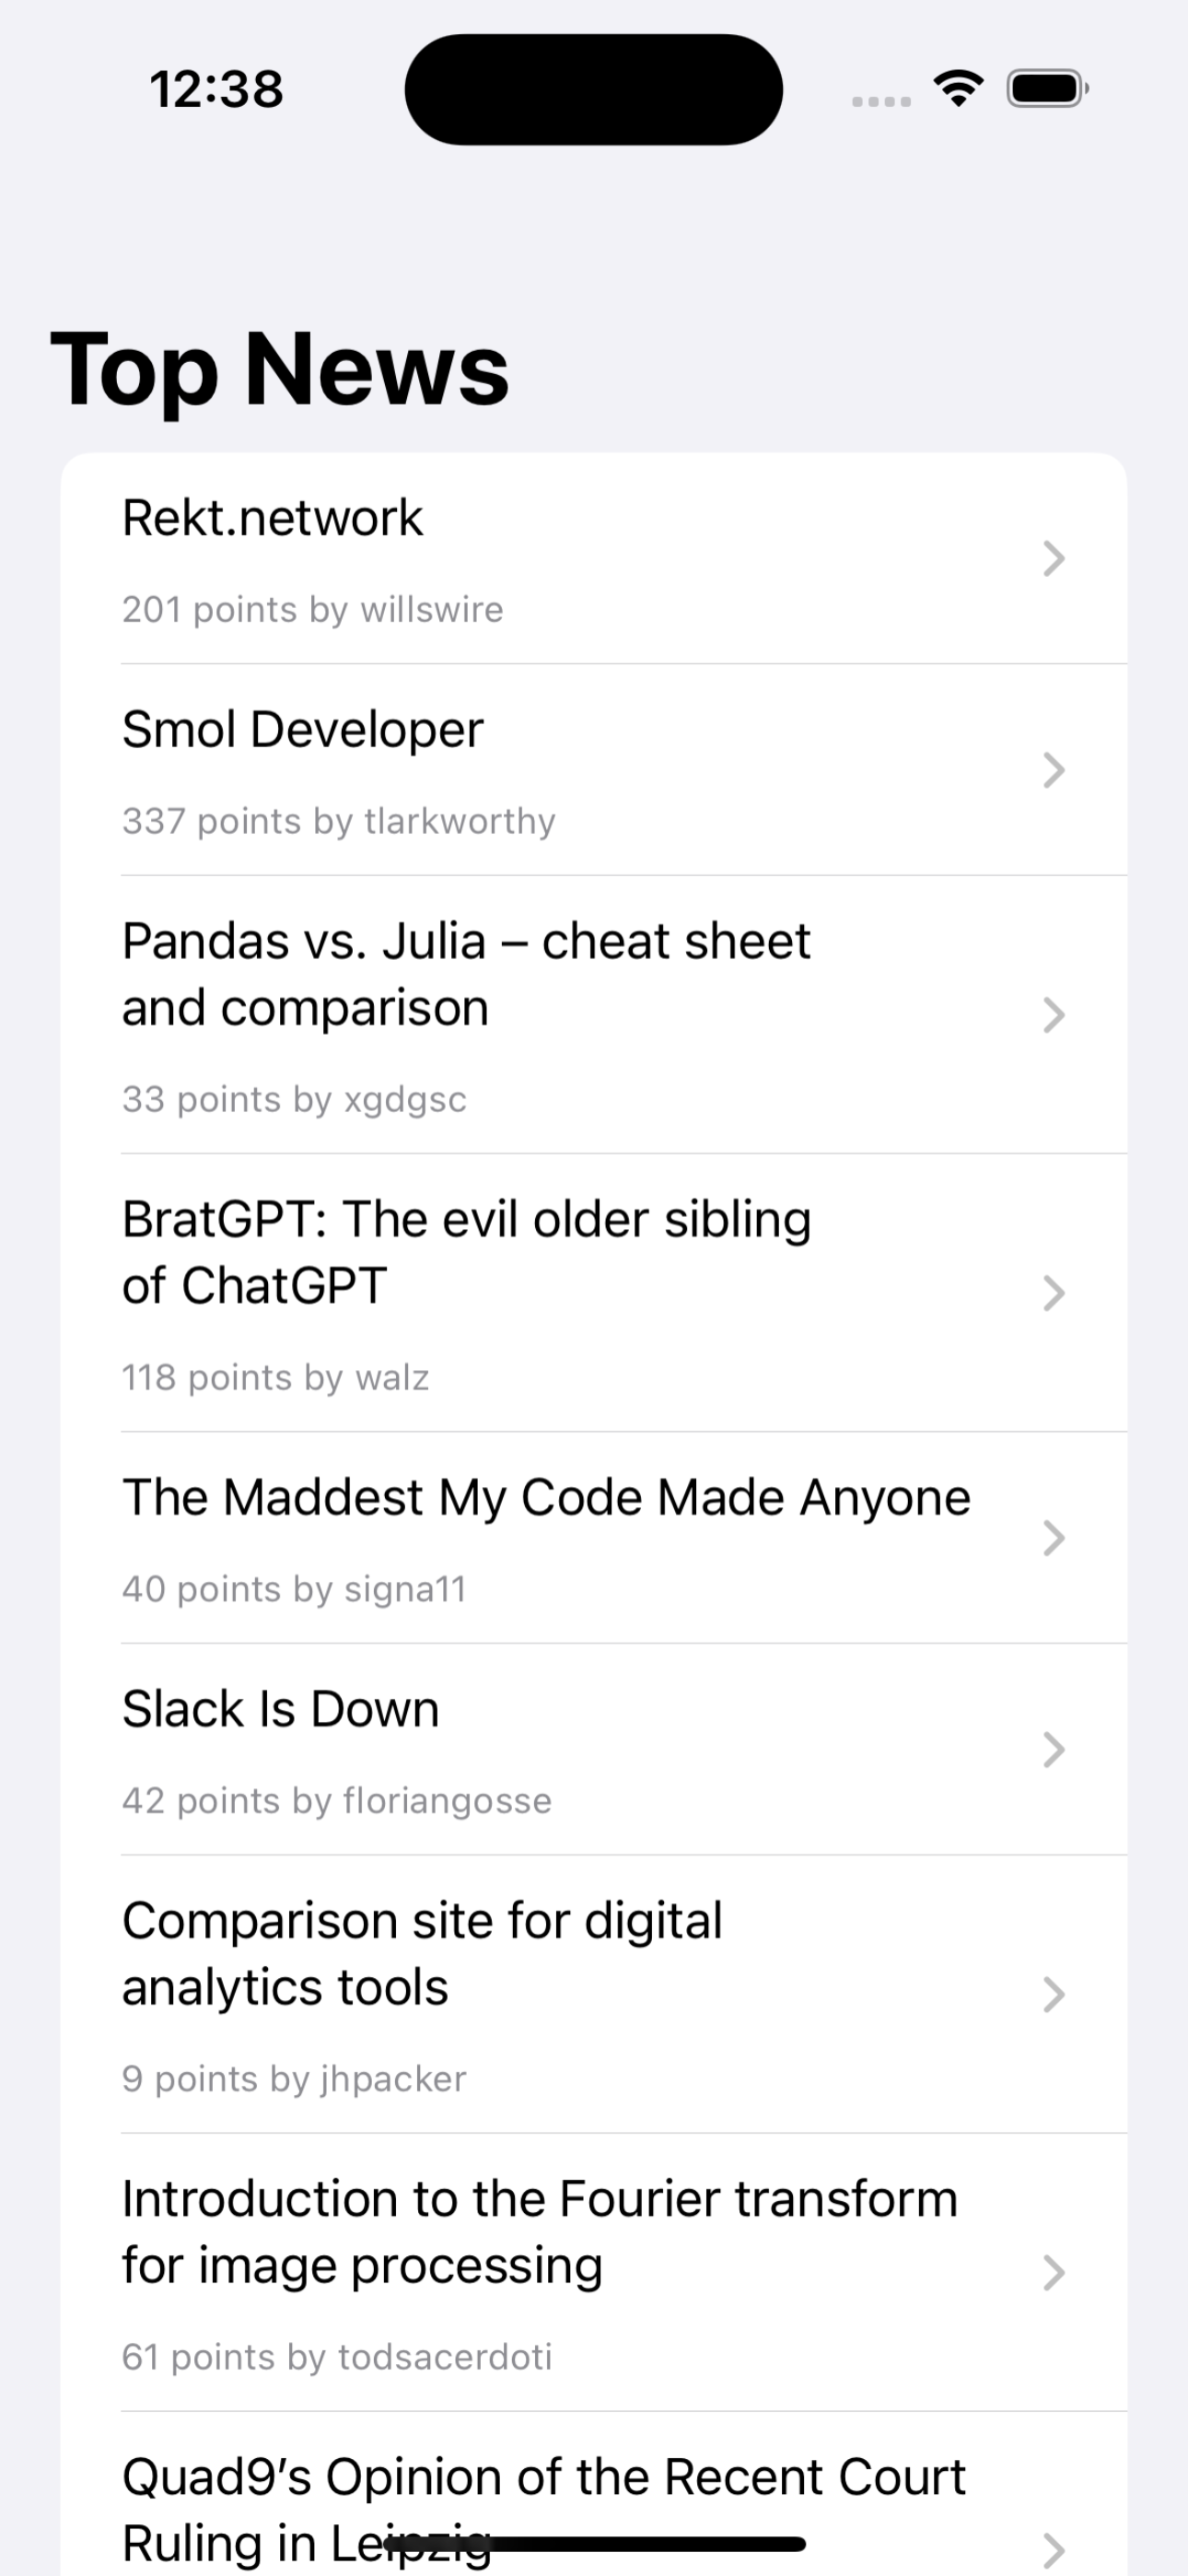 12:38
Top News
Rekt.network
201 points by willswire
Smol Developer
337 points by tlarkworthy
Pandas vs. Julia – cheat sheet
and comparison
33 points by xgdgsc
BratGPT: The evil older sibling
of ChatGPT
118 points by walz
The Maddest My Code Made Anyone
40 points by signa11
Slack Is Down
42 points by floriangosse
Comparison site for digital
analytics tools
9 points by jhpacker
Introduction to the Fourier transform
for image processing
61 points by todsacerdoti
Quad9’s Opinion of the Recent Court
Ruling in Leipzig